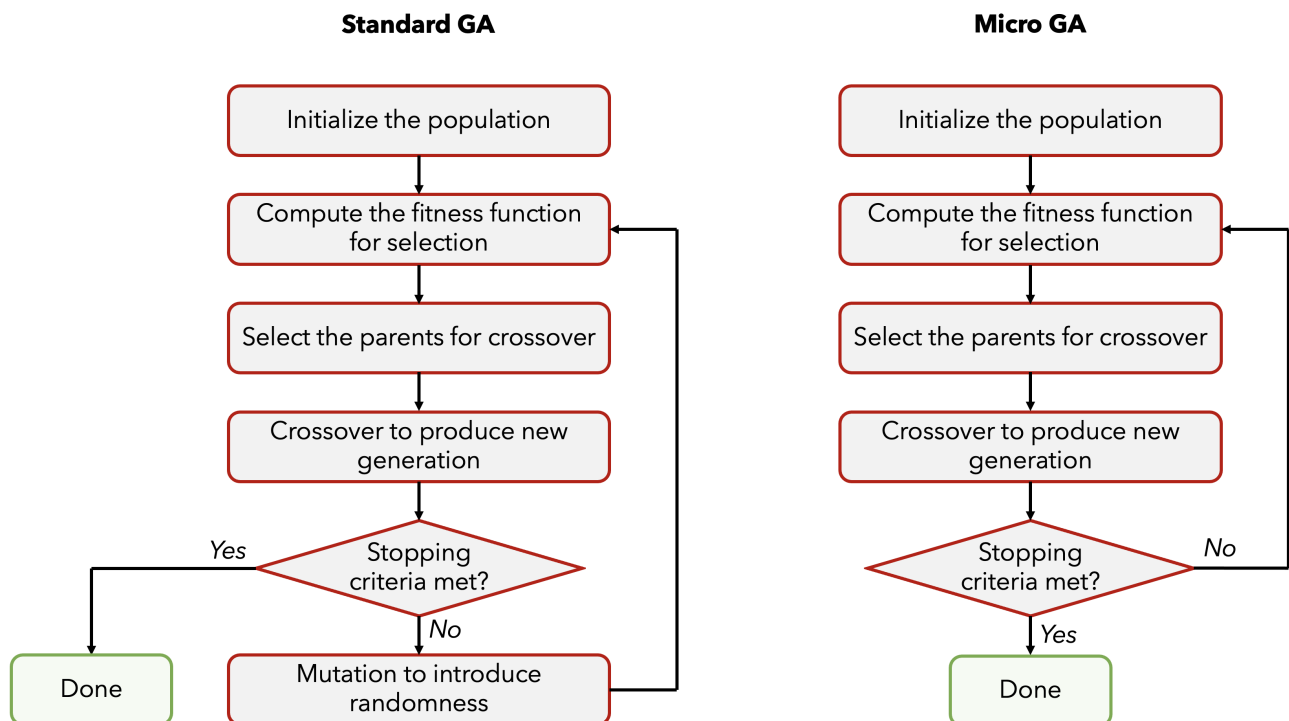 Standard GA
Initialize the population
Compute the fitness function
for selection
Select the parents for crossover
Crossover to produce new
generation
Stopping
criteria met?
Yes
No
Done
Mutation to introduce
randomness
Micro GA
Initialize the population
Compute the fitness function
for selection
Select the parents for crossover
Crossover to produce new
generation
Stopping
criteria met?
No
Yes
Done